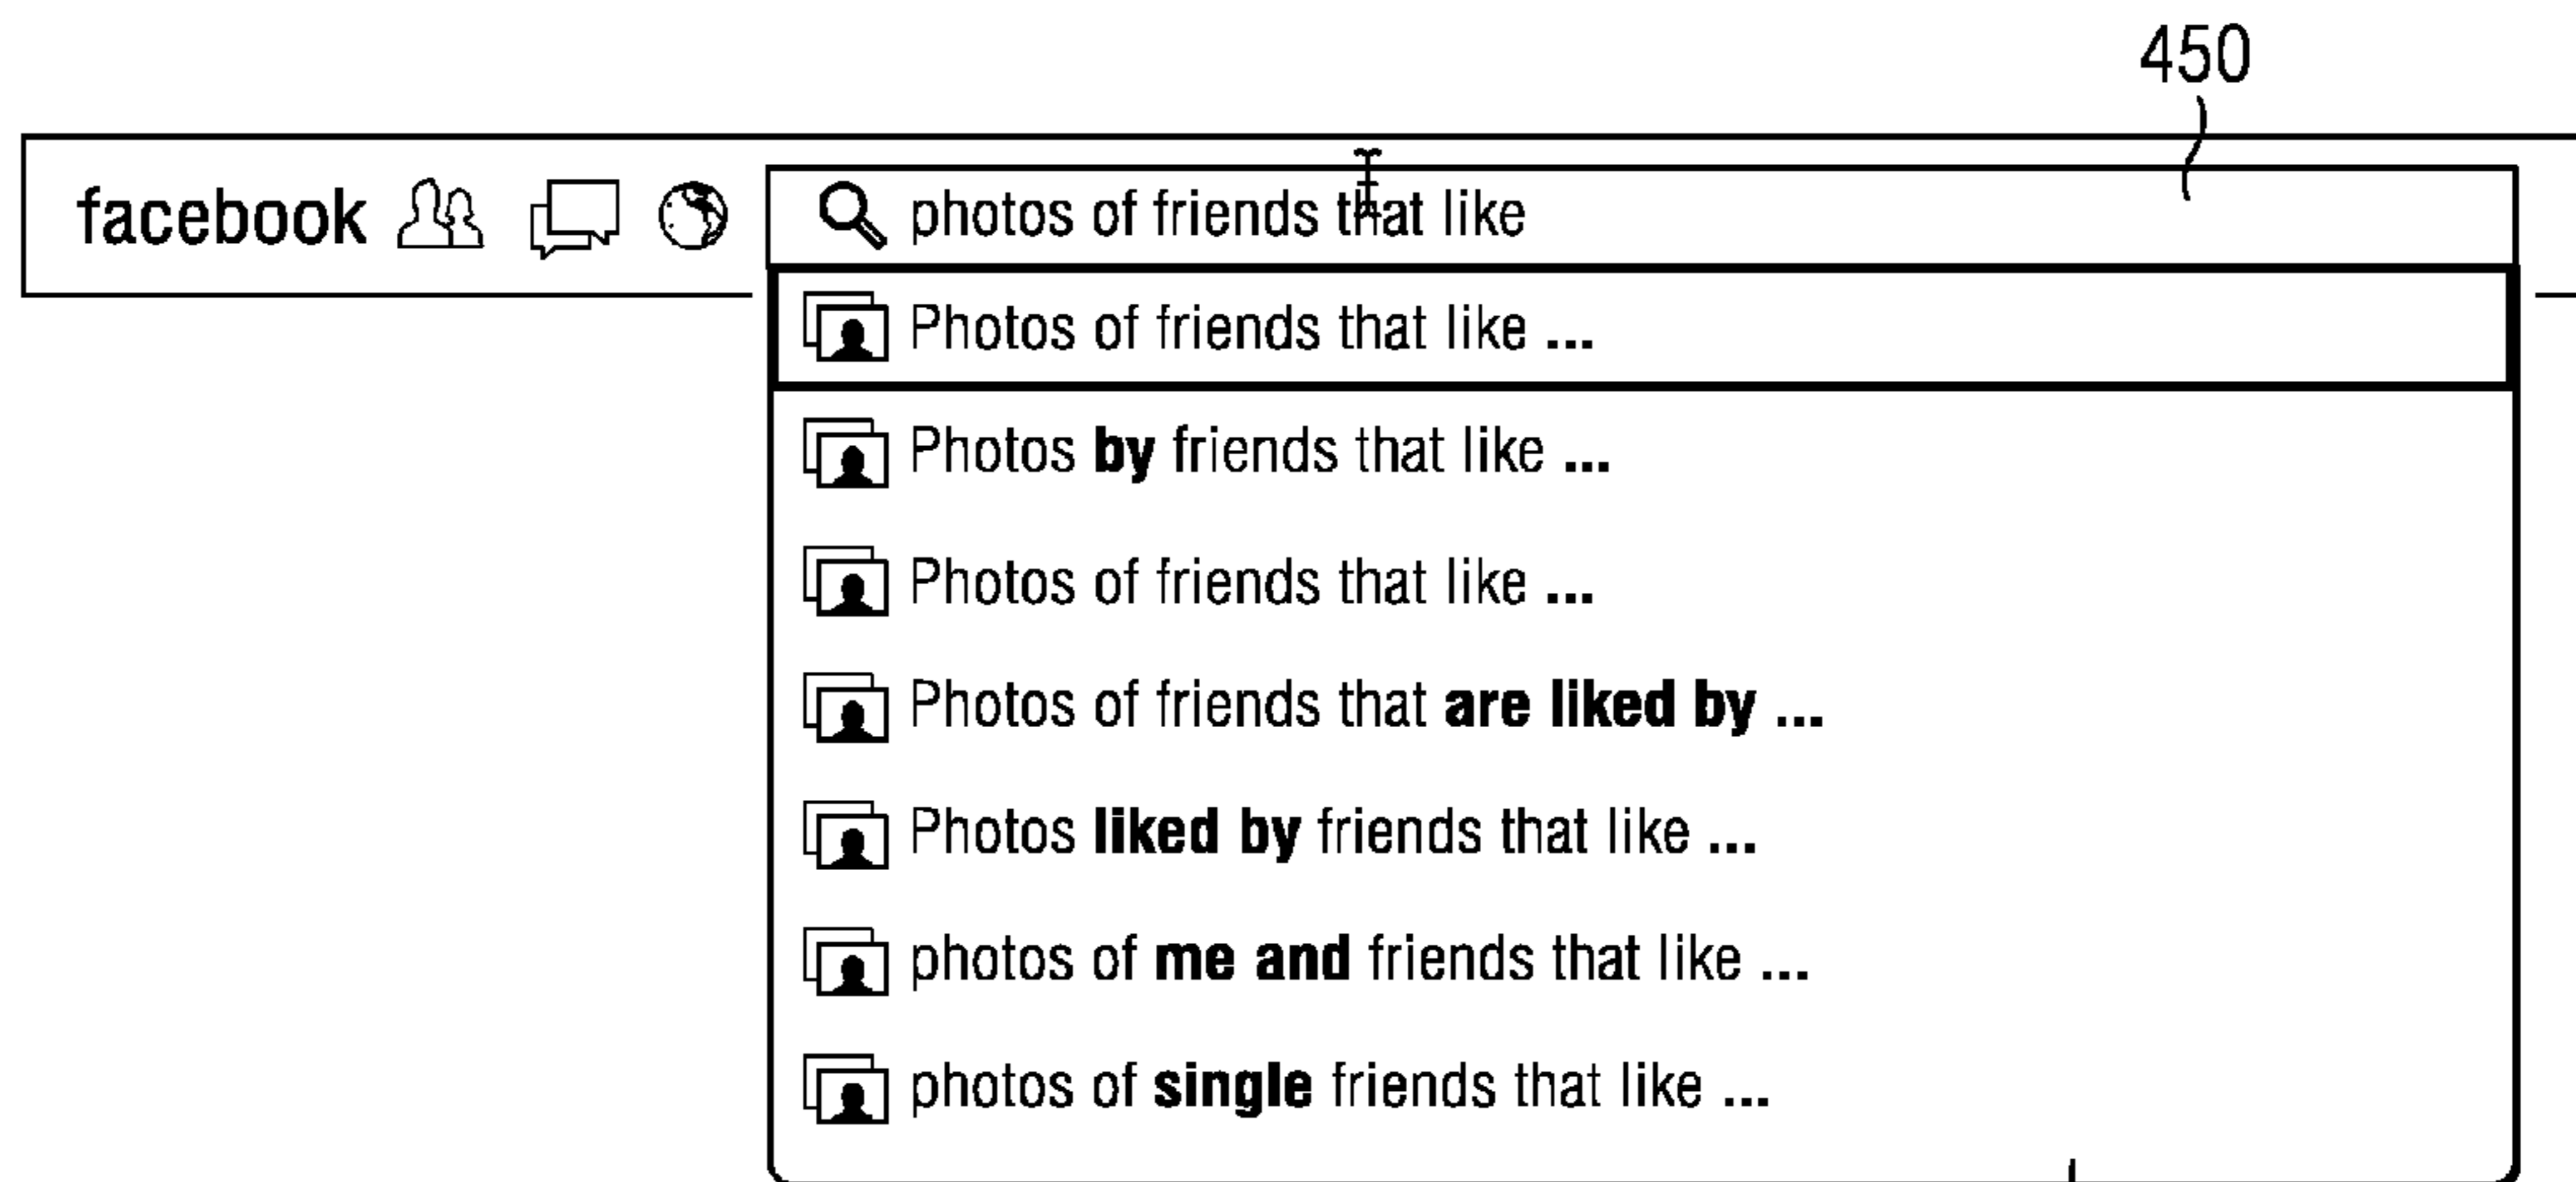 450
facebook photos of friends that like
Photos of friends that like ...
Photos by friends that like ...
Photos of friends that like ...
Photos of friends that are liked by ...
Photos liked by friends that like ...
photos of me and friends that like ...
photos of single friends that like ...